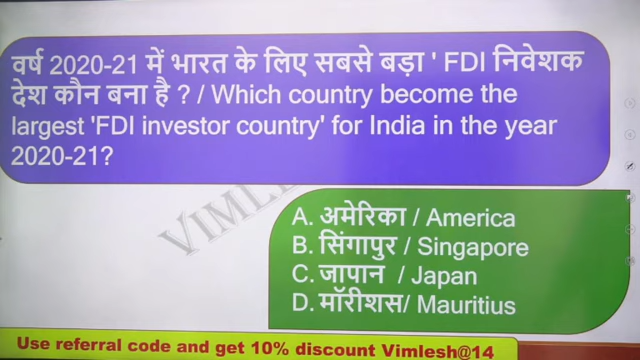 वर्ष 2020-21 में भारत के लिए सबसे बड़ा ' FDI निवेशक
देश कौन बना है ? / Which country become the
largest 'FDI investor country' for India in the year
2020-21?
VIMLE
A. अमेरिका / America
B. सिंगापुर / Singapore
C. जापान / Japan
D. मॉरीशस/ Mauritius
Use referral code and get 10% discount Vimlesh@14